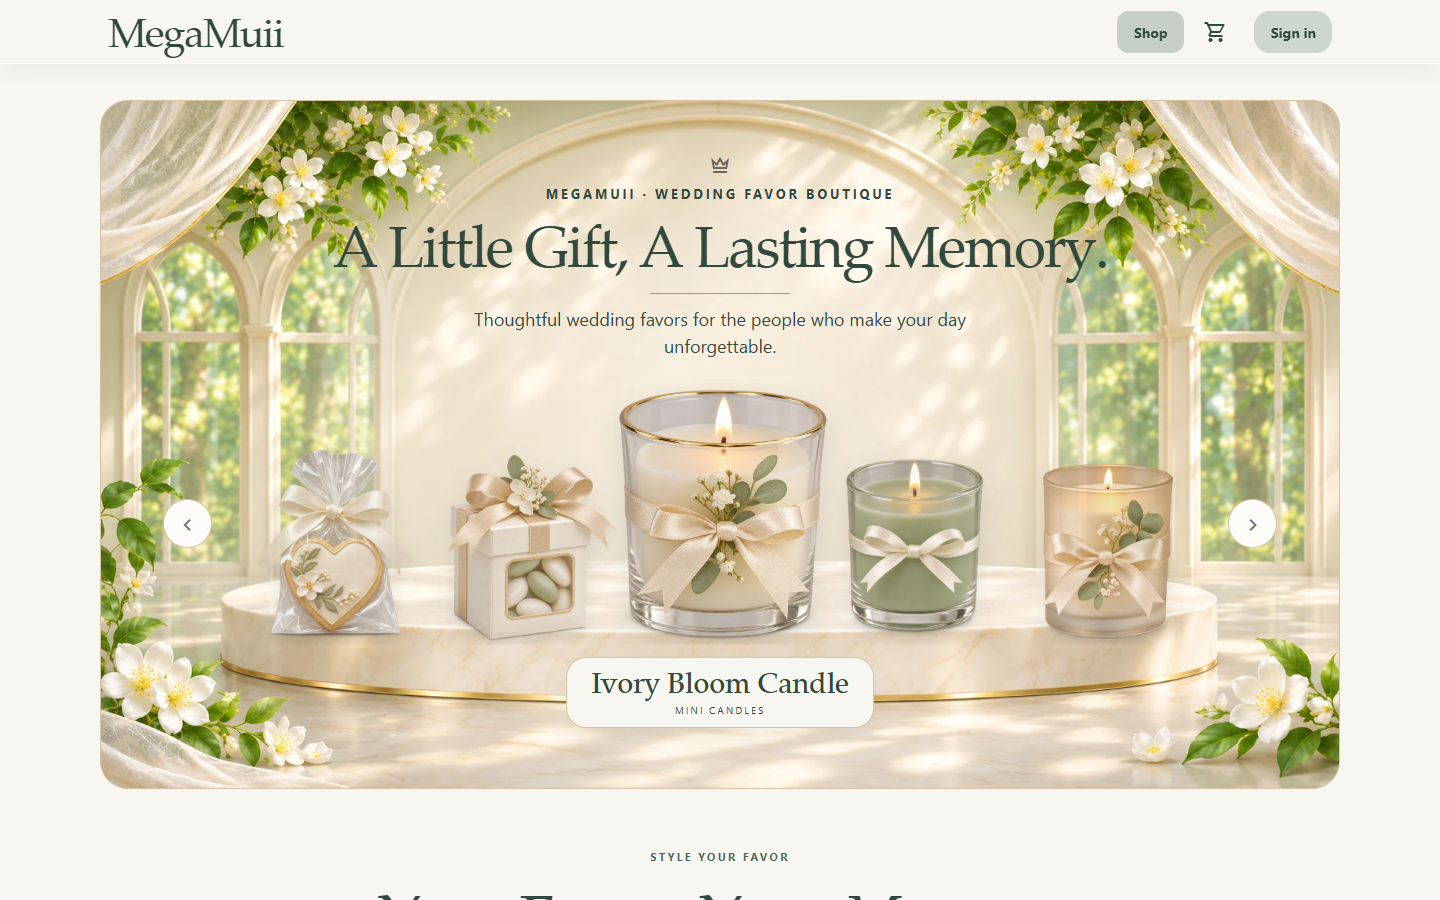 MegaMuii
Shop
Sign in
MEGAMUII · WEDDING FAVOR BOUTIQUE
A Little Gift, A Lasting Memory.
Thoughtful wedding favors for the people who make your day
unforgettable.
Ivory Bloom Candle
MINI CANDLES
STYLE YOUR FAVOR